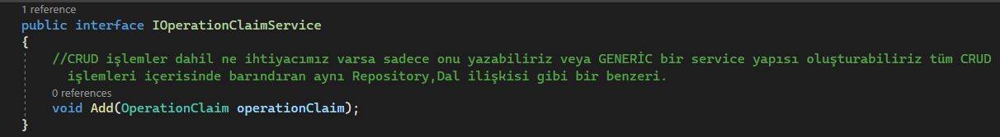 1 reference
public interface IOperationClaimService
{
//CRUD işlemler dahil ne ihtiyacımız varsa sadece onu yazabiliriz veya GENERİC bir service yapısı oluşturabiliriz tüm CRUD
işlemleri içerisinde barındıran aynı Repository,Dal ilişkisi gibi bir benzeri.
0 references
void Add(OperationClaim operationClaim);
}